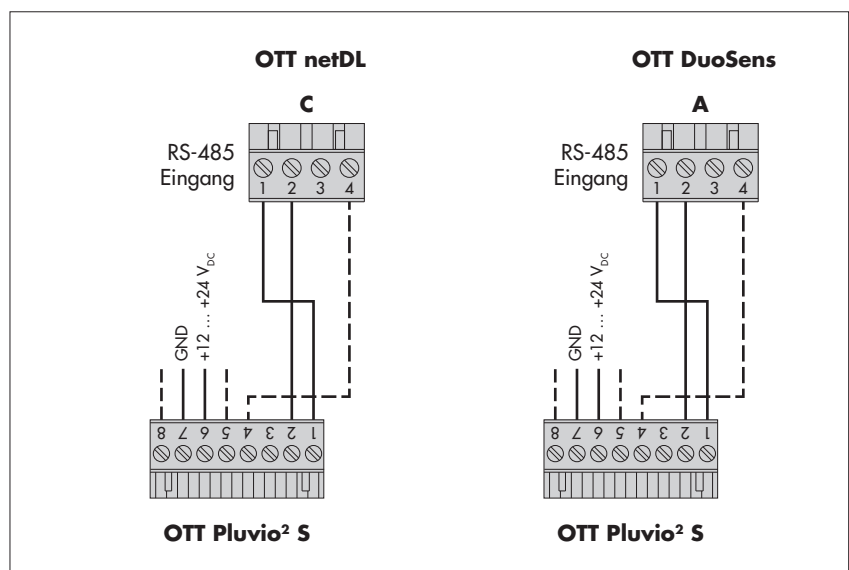 OTT netDL
C
RS-485
Eingang
1 2 3 4
GND
+12 … +24 V_DC
8 7 6 5 4 3 2 1
OTT Pluvio² S
OTT DuoSens
A
RS-485
Eingang
1 2 3 4
GND
+12 … +24 V_DC
8 7 6 5 4 3 2 1
OTT Pluvio² S